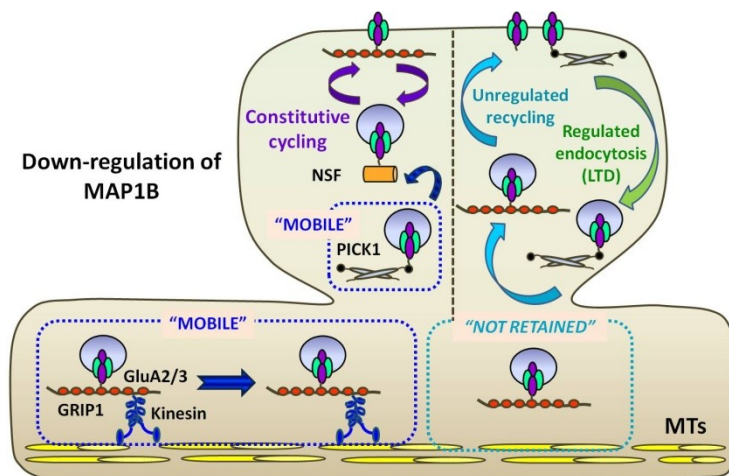 Down-regulation of
MAP1B
Constitutive
cycling
NSF
"MOBILE"
PICK1
Unregulated
recycling
Regulated
endocytosis
(LTD)
"MOBILE"
GluA2/3
GRIP1
Kinesin
"NOT RETAINED"
MTs